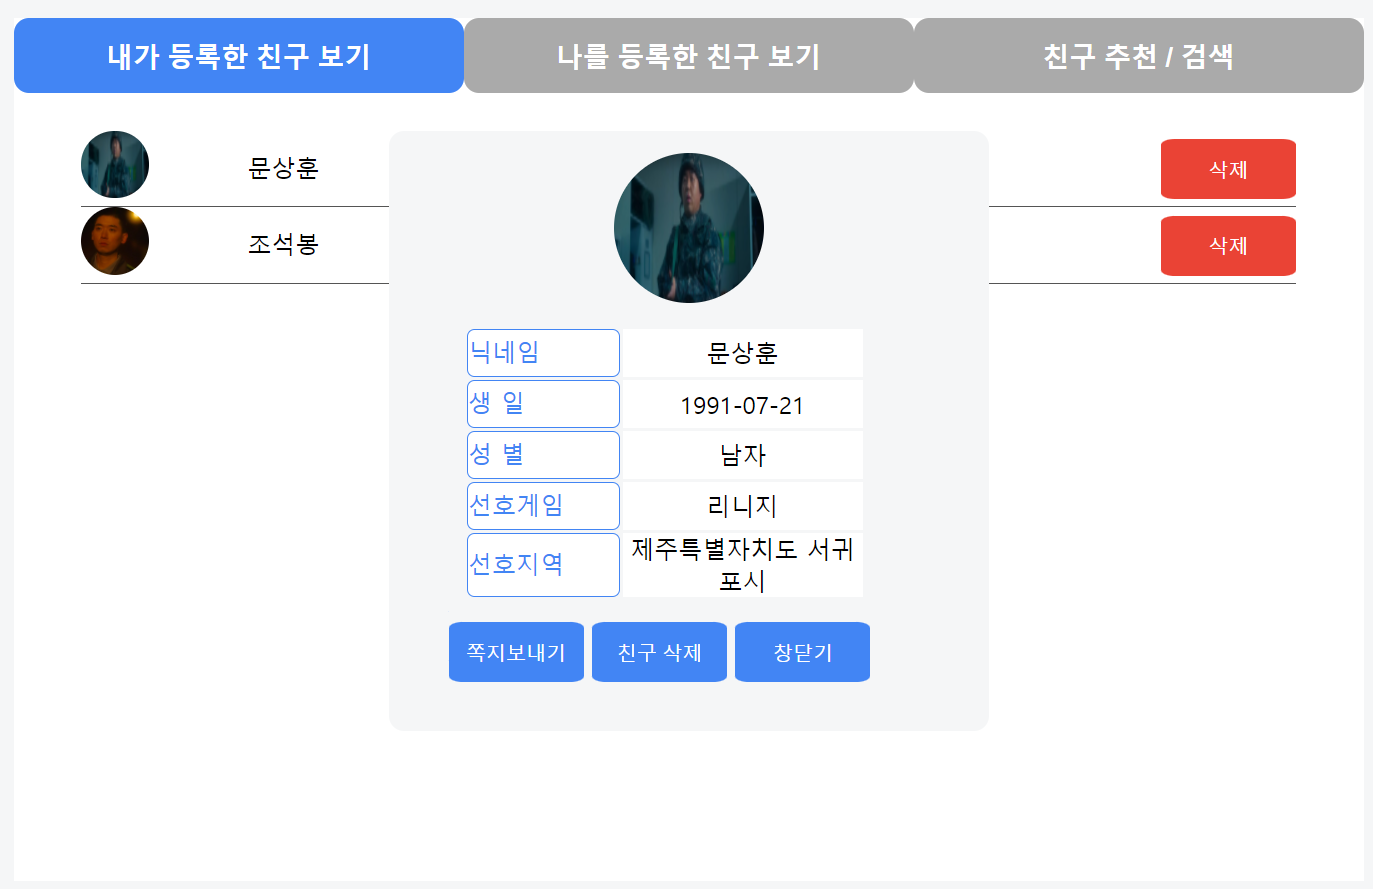 내가 등록한 친구 보기
나를 등록한 친구 보기
친구 추천 / 검색
문상훈
삭제
조석봉
삭제
닉네임 문상훈
생 일 1991-07-21
성 별 남자
선호게임 리니지
선호지역 제주특별자치도 서귀
포시
쪽지보내기 친구 삭제 창닫기